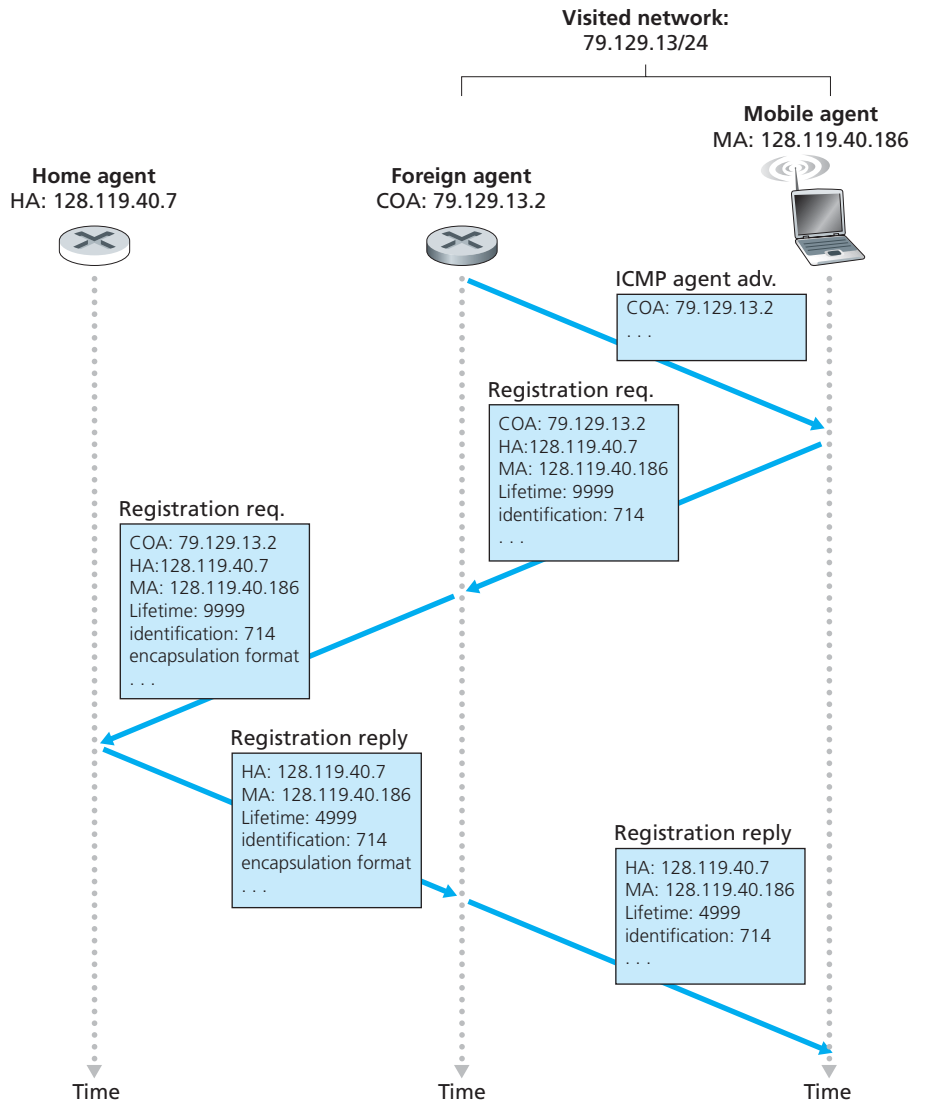 Visited network:
79.129.13/24
Mobile agent
MA: 128.119.40.186
Home agent
HA: 128.119.40.7
Foreign agent
COA: 79.129.13.2
ICMP agent adv.
COA: 79.129.13.2
. . .
Registration req.
COA: 79.129.13.2
HA:128.119.40.7
MA: 128.119.40.186
Lifetime: 9999
identification: 714
. . .
Registration req.
COA: 79.129.13.2
HA:128.119.40.7
MA: 128.119.40.186
Lifetime: 9999
identification: 714
encapsulation format
. . .
Registration reply
HA: 128.119.40.7
MA: 128.119.40.186
Lifetime: 4999
identification: 714
encapsulation format
. . .
Registration reply
HA: 128.119.40.7
MA: 128.119.40.186
Lifetime: 4999
identification: 714
. . .
Time
Time
Time